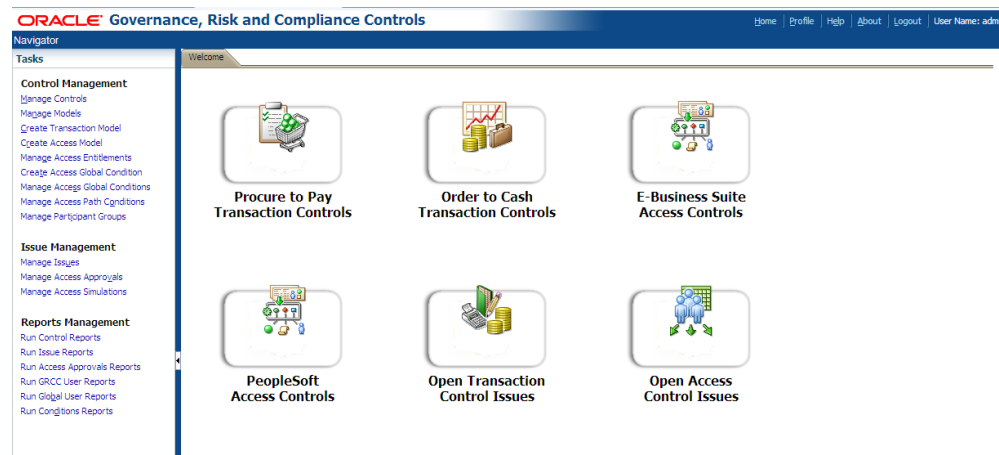 ORACLE Governance, Risk and Compliance Controls
Home Profile Help About Logout User Name: adm
Navigator
Tasks
Welcome
Control Management
Manage Controls
Manage Models
Create Transaction Model
Create Access Model
Manage Access Entitlements
Create Access Global Condition
Manage Access Global Conditions
Manage Access Path Conditions
Manage Participant Groups
Issue Management
Manage Issues
Manage Access Approvals
Manage Access Simulations
Reports Management
Run Control Reports
Run Issue Reports
Run Access Approvals Reports
Run GRCC User Reports
Run Global User Reports
Run Conditions Reports
Procure to Pay
Transaction Controls
Order to Cash
Transaction Controls
E-Business Suite
Access Controls
PeopleSoft
Access Controls
Open Transaction
Control Issues
Open Access
Control Issues